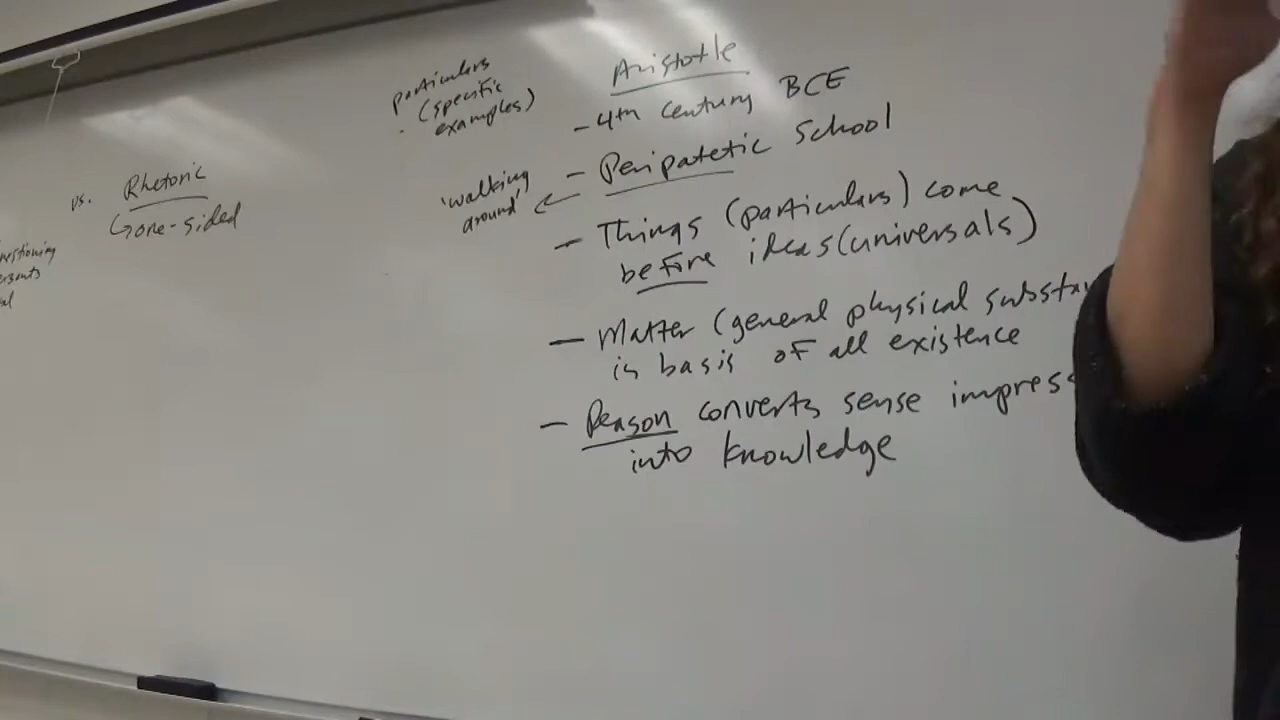 vs. Rhetoric
one-sided
particulars
(specific
examples)
'walking
around'
Aristotle
- 4th century BCE
- Peripatetic School
- Things (particulars) come
before ideas (universals)
- Matter (general physical
is basis of all existence
- Reason converts sense
into knowledge